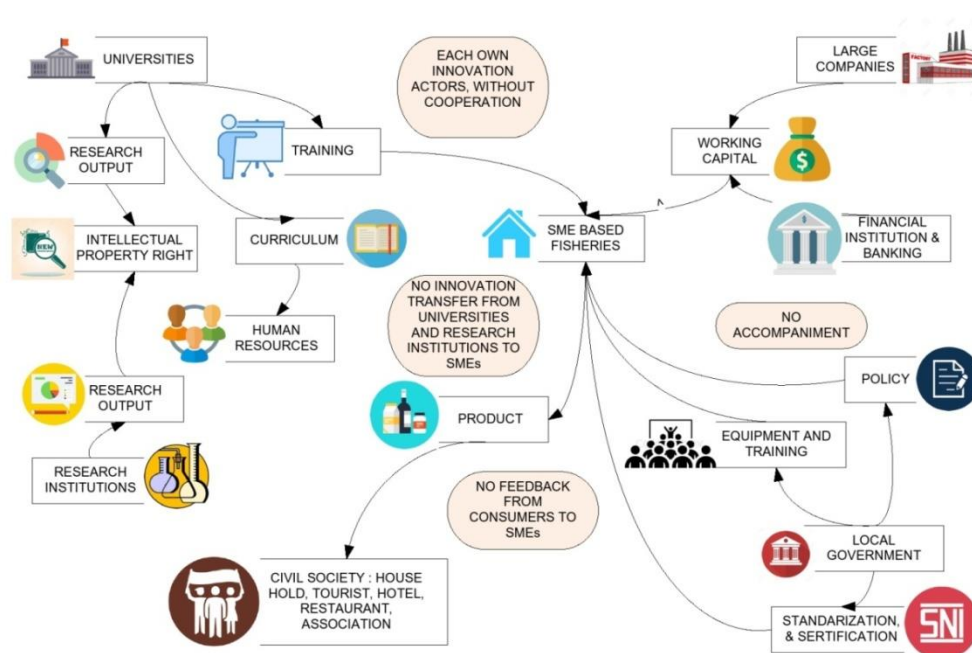 UNIVERSITIES
EACH OWN
INNOVATION
ACTORS, WITHOUT
COOPERATION
LARGE
COMPANIES
FACTORY
RESEARCH
OUTPUT
TRAINING
WORKING
CAPITAL
$
NEW
INTELLECTUAL
PROPERTY RIGHT
CURRICULUM
SME BASED
FISHERIES
FINANCIAL
INSTITUTION &
BANKING
HUMAN
RESOURCES
NO INNOVATION
TRANSFER FROM
UNIVERSITIES
AND RESEARCH
INSTITUTIONS TO
SMEs
NO
ACCOMPANIMENT
RESEARCH
OUTPUT
POLICY
PRODUCT
EQUIPMENT AND
TRAINING
RESEARCH
INSTITUTIONS
NO FEEDBACK
FROM
CONSUMERS TO
SMEs
LOCAL
GOVERNMENT
CIVIL SOCIETY : HOUSE
HOLD, TOURIST, HOTEL,
RESTAURANT,
ASSOCIATION
STANDARIZATION,
& SERTIFICATION
SNI